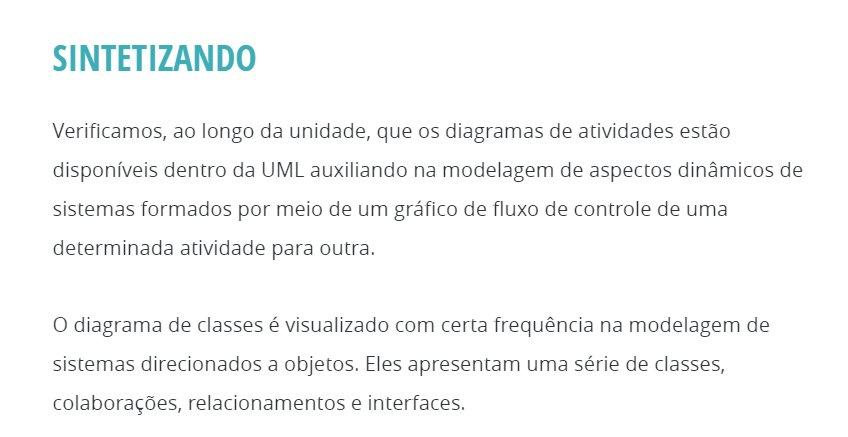 SINTETIZANDO
Verificamos, ao longo da unidade, que os diagramas de atividades estão
disponíveis dentro da UML auxiliando na modelagem de aspectos dinâmicos de
sistemas formados por meio de um gráfico de fluxo de controle de uma
determinada atividade para outra.
O diagrama de classes é visualizado com certa frequência na modelagem de
sistemas direcionados a objetos. Eles apresentam uma série de classes,
colaborações, relacionamentos e interfaces.